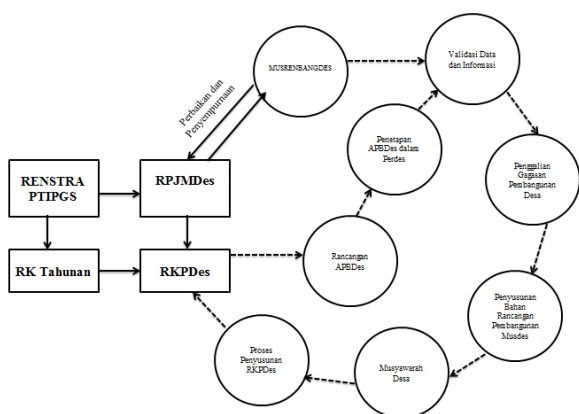 MUSRENBANGDES
Validasi Data
dan Informasi
Perbaikan dan
Penyempurnaan
Penetapan
APBDes dalam
Perdes
Penggalian
Gagasan
Pembangunan
Desa
RENSTRA
PTIPGS
RPJMDes
Rancangan
APBDes
RK Tahunan
RKPDes
Penyusunan
Bahan
Rancangan
Pembangunan
Musdes
Proses
Penyusunan
RKPDes
Musyawarah
Desa